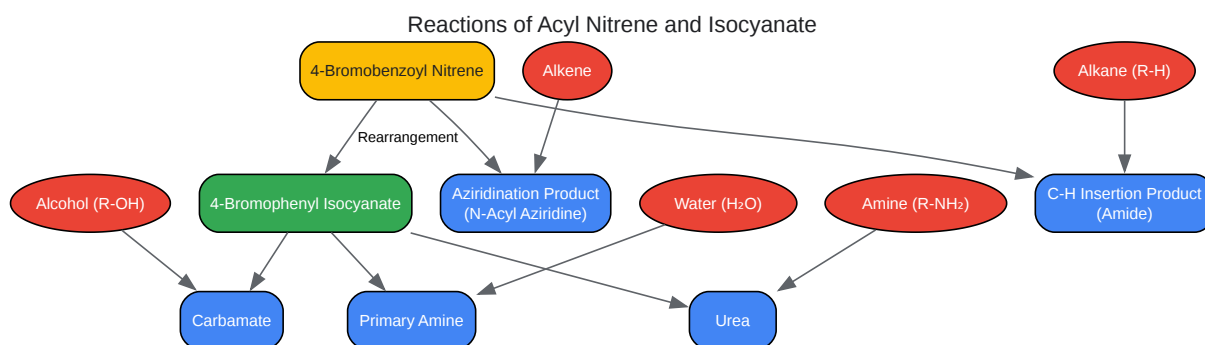 Reactions of Acyl Nitrene and Isocyanate
4-Bromobenzoyl Nitrene
Alkene
Alkane (R-H)
Rearrangement
Alcohol (R-OH)
4-Bromophenyl Isocyanate
Aziridination Product
(N-Acyl Aziridine)
Water (H₂O)
Amine (R-NH₂)
C-H Insertion Product
(Amide)
Carbamate
Primary Amine
Urea